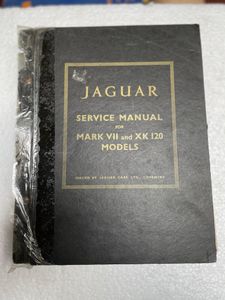 JAGUAR
SERVICE MANUAL
FOR
MARK VII and XK 120
MODELS
ISSUED BY JAGUAR CARS LTD., COVENTRY